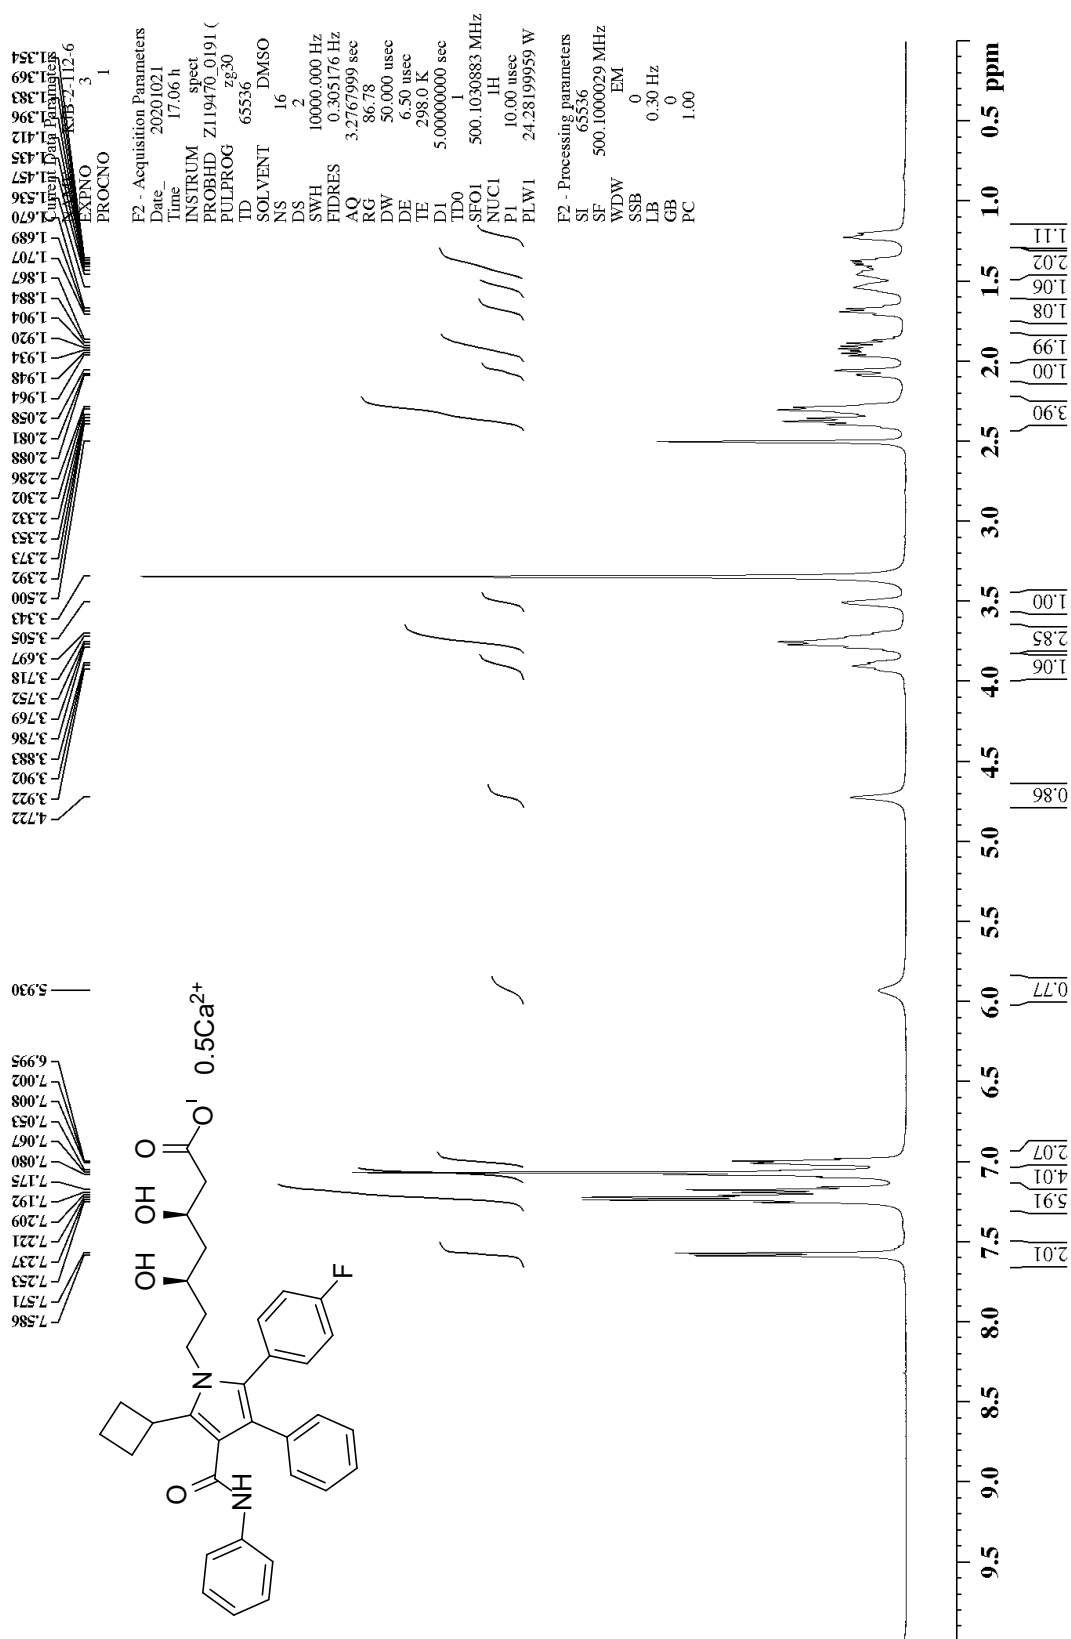 7.586
7.571
7.253
7.237
7.221
7.209
7.192
7.175
7.080
7.067
7.053
7.008
7.002
6.995
5.930
4.722
3.922
3.902
3.883
3.786
3.769
3.752
3.718
3.697
3.505
3.343
2.500
2.392
2.373
2.353
2.332
2.302
2.286
2.088
2.081
2.058
1.964
1.948
1.934
1.920
1.904
1.884
1.867
1.707
1.689
1.670
1.536
1.457
1.435
1.412
1.396
1.383
1.369
1.354
Current Data Parameters
EXPNO 3
PROCNO 1
F2 - Acquisition Parameters
Date_ 20201021
Time 17.06 h
INSTRUM spect
PROBHD Z119470_0191 (
PULPROG zg30
TD 65536
SOLVENT DMSO
NS 16
DS 2
SWH 10000.000 Hz
FIDRES 0.305176 Hz
AQ 3.2767999 sec
RG 86.78
DW 50.000 usec
DE 6.50 usec
TE 298.0 K
D1 5.00000000 sec
TD0 1
SFO1 500.1030883 MHz
NUC1 1H
P1 10.00 usec
PLW1 24.28199959 W
F2 - Processing parameters
SI 65536
SF 500.1000029 MHz
WDW EM
SSB 0
LB 0.30 Hz
GB 0
PC 1.00
O
NH
N
F
OH
OH
O
O-
0.5Ca2+
9.5 9.0 8.5 8.0 7.5 7.0 6.5 6.0 5.5 5.0 4.5 4.0 3.5 3.0 2.5 2.0 1.5 1.0 0.5 ppm
2.01
5.91
4.01
2.07
0.77
0.86
1.06
2.85
1.00
3.90
1.00
1.99
1.08
1.06
2.02
1.11